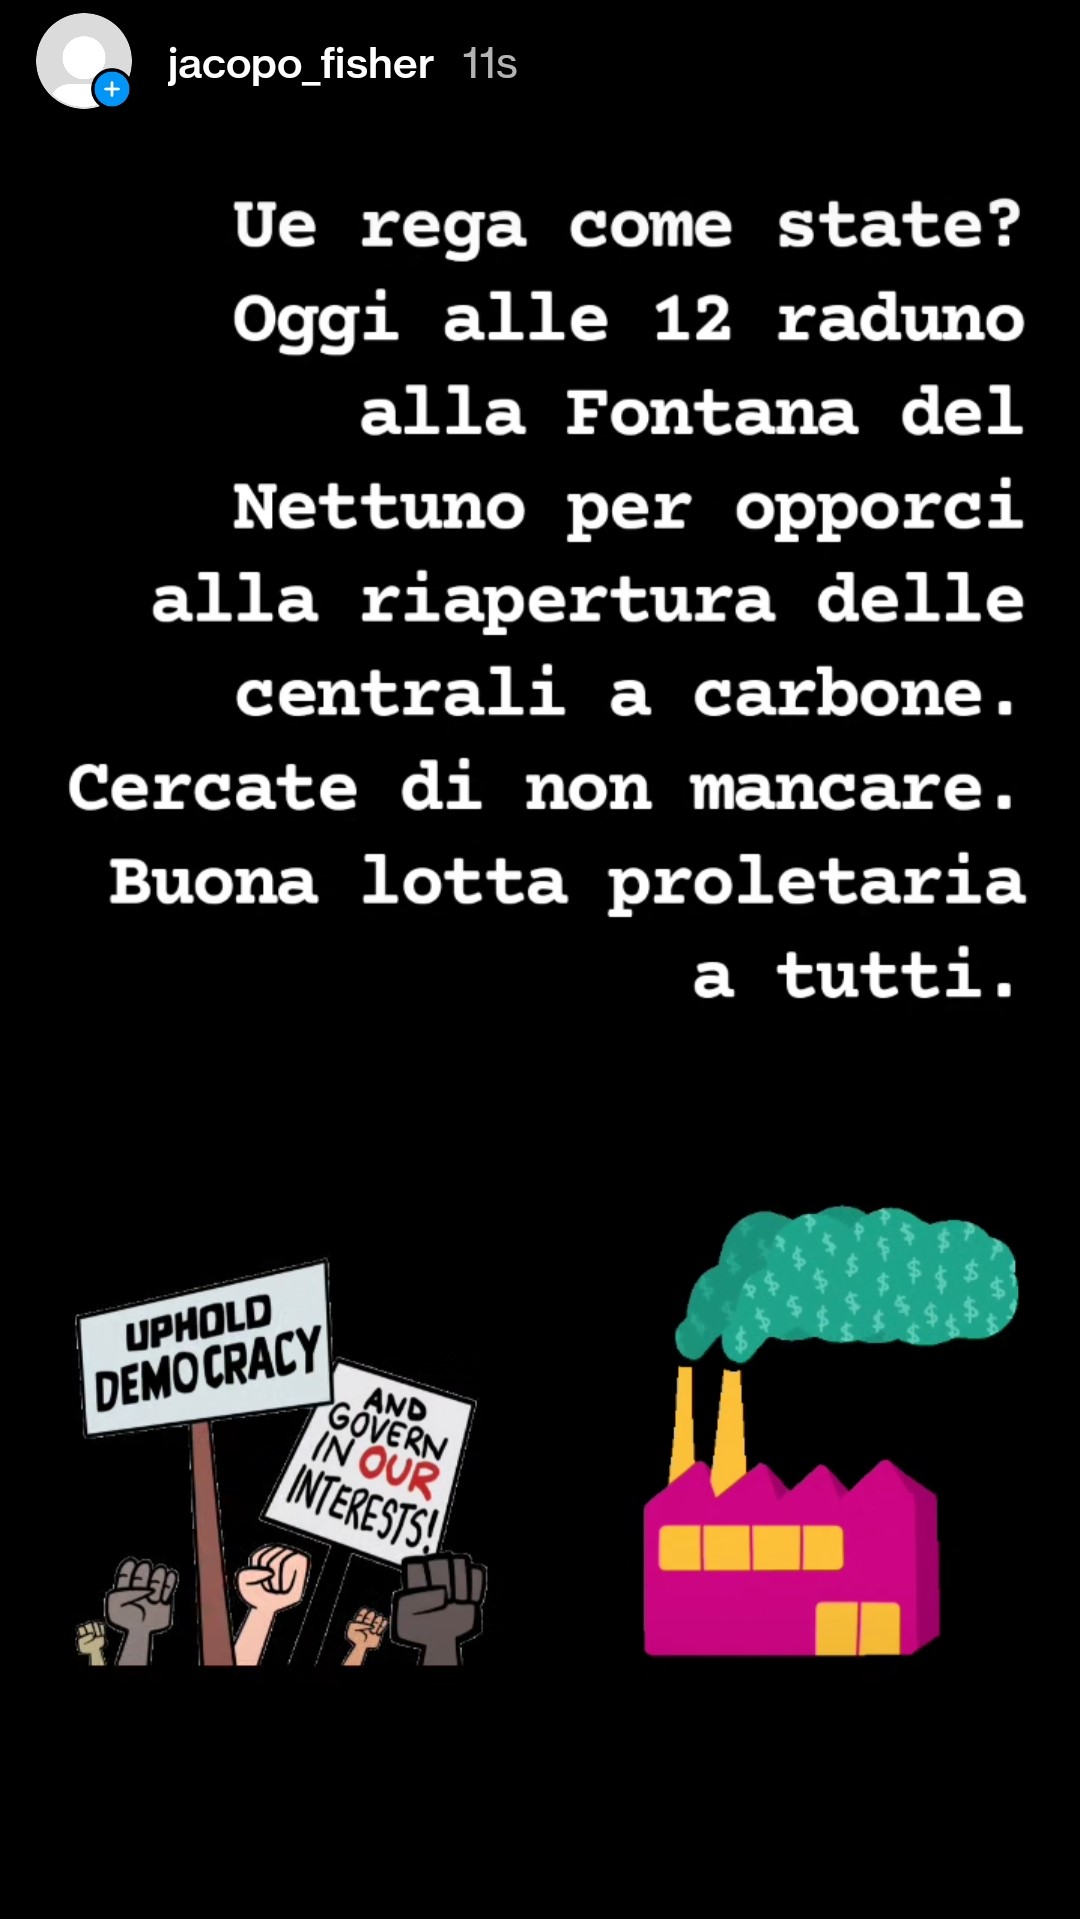 jacopo_fisher 11s
Ue rega come state?
Oggi alle 12 raduno
alla Fontana del
Nettuno per opporci
alla riapertura delle
centrali a carbone.
Cercate di non mancare.
Buona lotta proletaria
a tutti.
UPHOLD
DEMOCRACY
AND
GOVERN
IN OUR
INTERESTS!